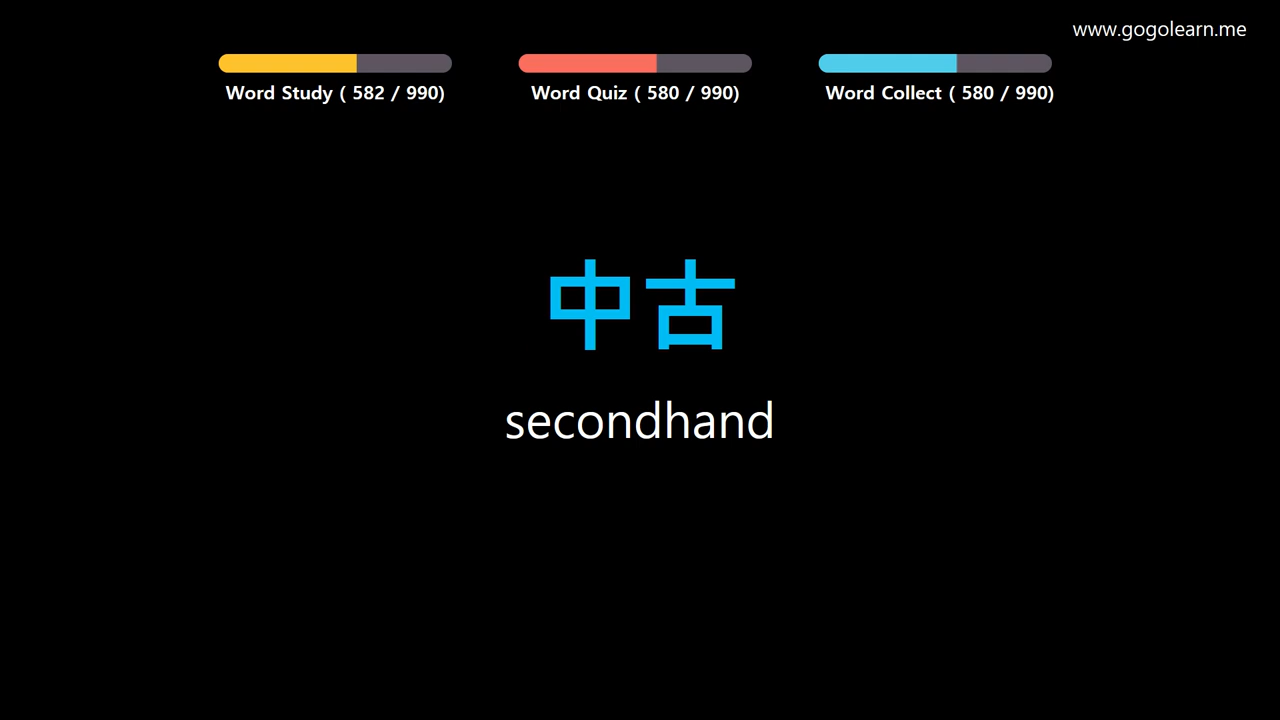 www.gogolearn.me
Word Study ( 582 / 990)
Word Quiz ( 580 / 990)
Word Collect ( 580 / 990)
中古
secondhand